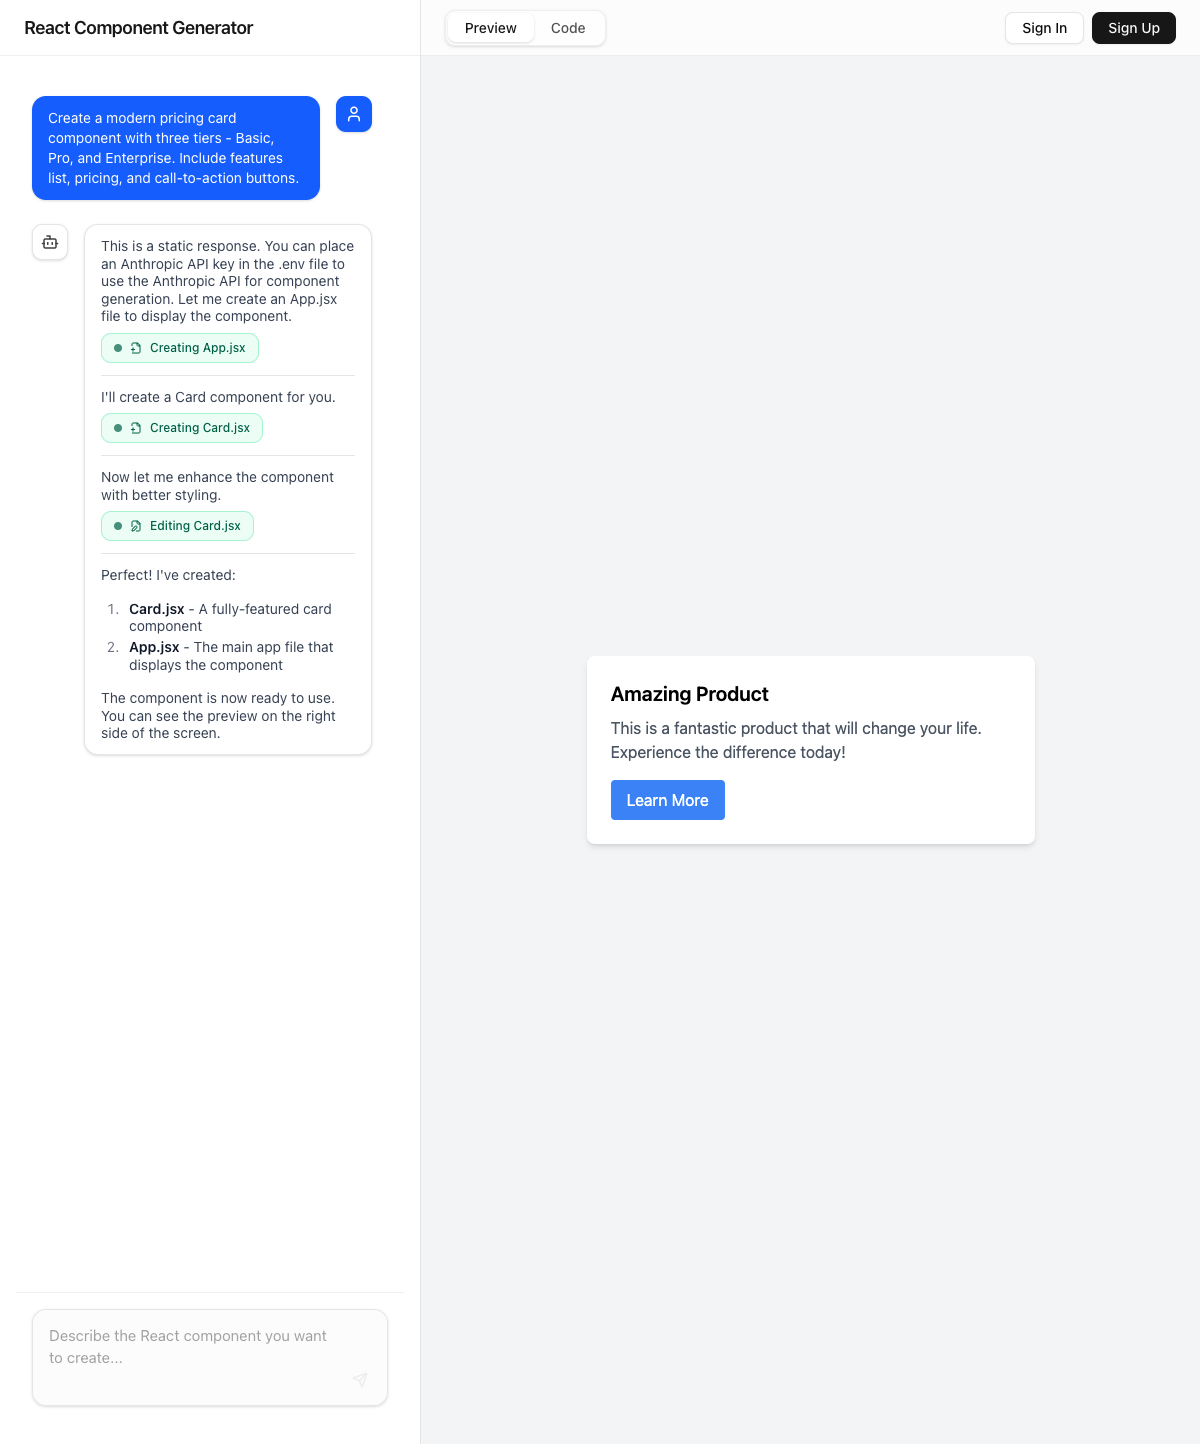 React Component Generator
Preview
Code
Sign In
Sign Up
Create a modern pricing card
component with three tiers - Basic,
Pro, and Enterprise. Include features
list, pricing, and call-to-action buttons.
This is a static response. You can place
an Anthropic API key in the .env file to
use the Anthropic API for component
generation. Let me create an App.jsx
file to display the component.
Creating App.jsx
I'll create a Card component for you.
Creating Card.jsx
Now let me enhance the component
with better styling.
Editing Card.jsx
Perfect! I've created:
1. Card.jsx - A fully-featured card
component
2. App.jsx - The main app file that
displays the component
The component is now ready to use.
You can see the preview on the right
side of the screen.
Amazing Product
This is a fantastic product that will change your life.
Experience the difference today!
Learn More
Describe the React component you want
to create...